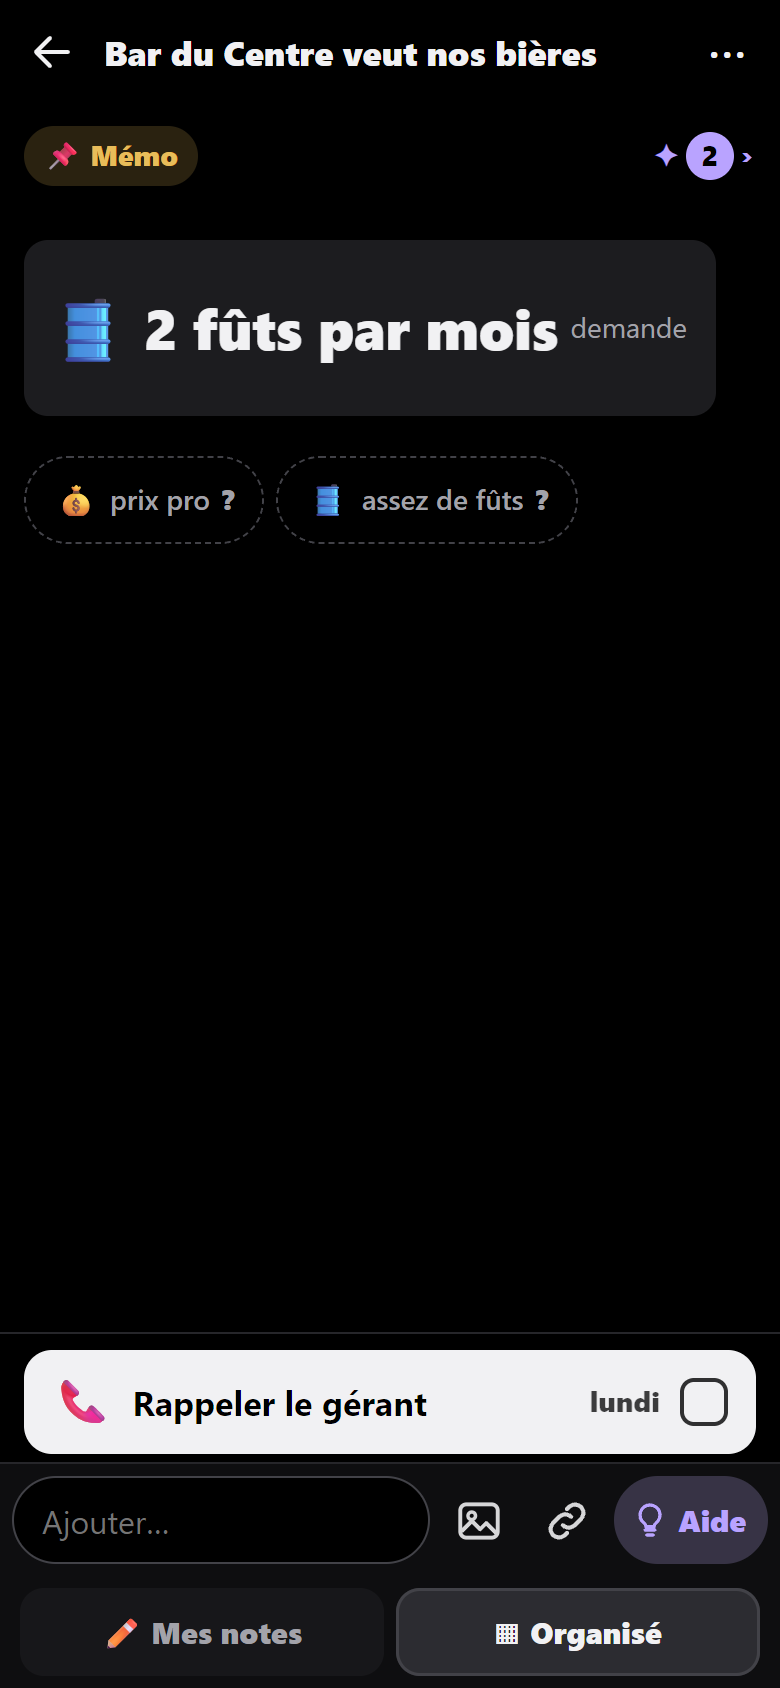 Bar du Centre veut nos bières
Mémo
2
2 fûts par mois demande
prix pro ?
assez de fûts ?
Rappeler le gérant lundi
Ajouter...
Aide
Mes notes
Organisé